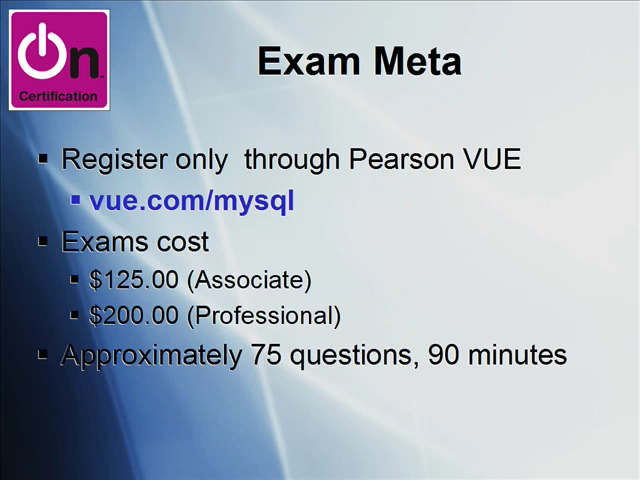 On
Certification
Exam Meta
Register only through Pearson VUE
vue.com/mysql
Exams cost
$125.00 (Associate)
$200.00 (Professional)
Approximately 75 questions, 90 minutes